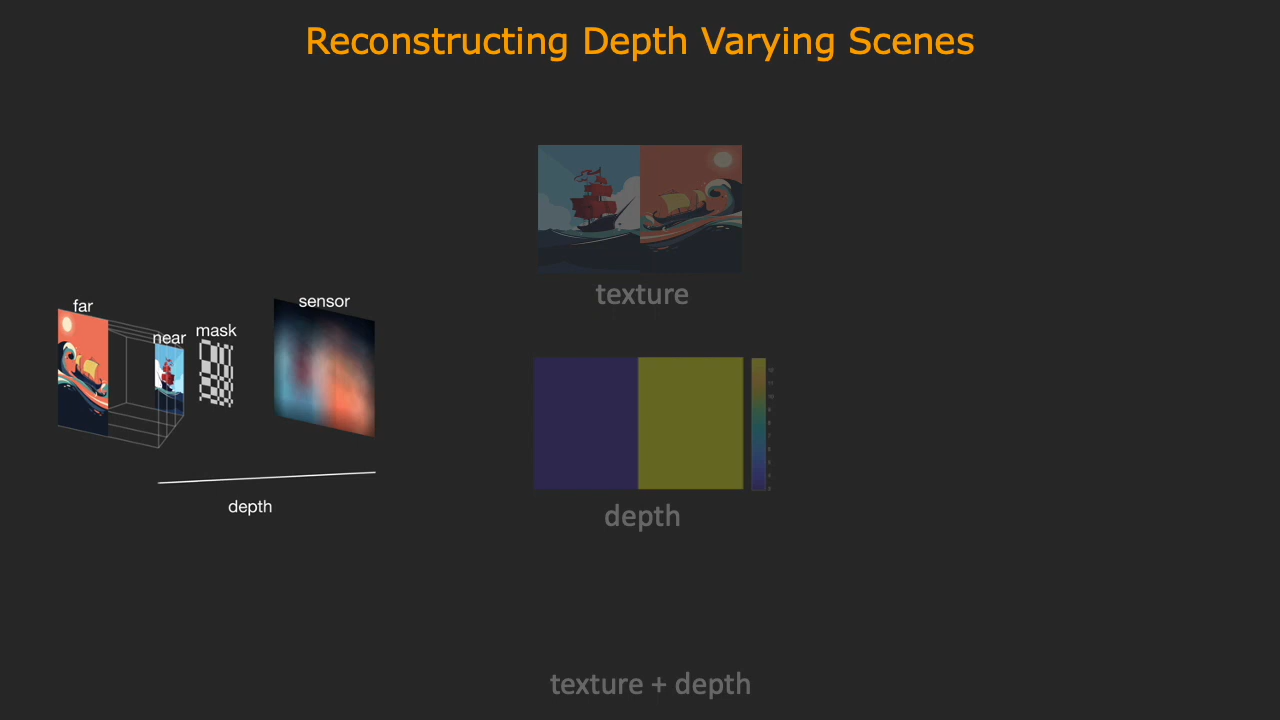 Reconstructing Depth Varying Scenes
far
near
mask
sensor
depth
texture
depth
texture + depth